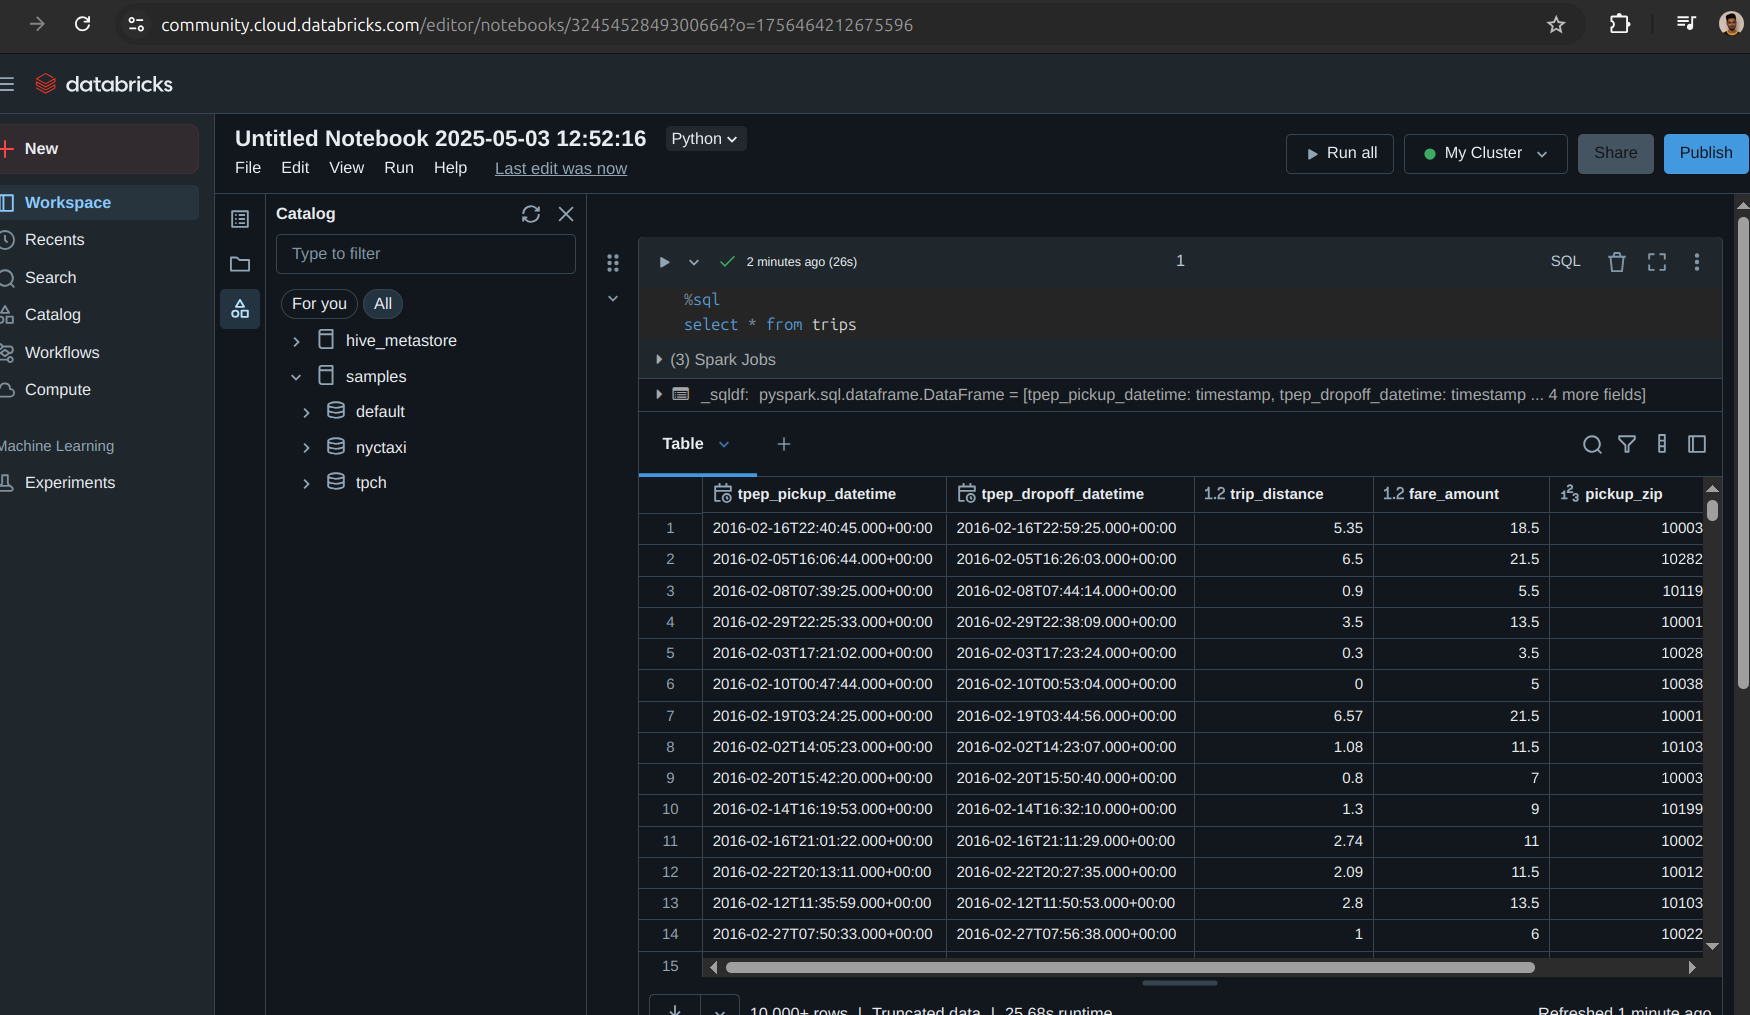 community.cloud.databricks.com/editor/notebooks/3245452849300664?o=1756464212675596
databricks
New
Workspace
Recents
Search
Catalog
Workflows
Compute
Machine Learning
Experiments
Untitled Notebook 2025-05-03 12:52:16 Python
File Edit View Run Help Last edit was now
Run all My Cluster Share Publish
Catalog
Type to filter
For you All
hive_metastore
samples
default
nyctaxi
tpch
2 minutes ago (26s) 1 SQL
%sql
select * from trips
(3) Spark Jobs
_sqldf: pyspark.sql.dataframe.DataFrame = [tpep_pickup_datetime: timestamp, tpep_dropoff_datetime: timestamp ... 4 more fields]
Table +
tpep_pickup_datetime tpep_dropoff_datetime 1.2 trip_distance 1.2 fare_amount 123 pickup_zip
1 2016-02-16T22:40:45.000+00:00 2016-02-16T22:59:25.000+00:00 5.35 18.5 10003
2 2016-02-05T16:06:44.000+00:00 2016-02-05T16:26:03.000+00:00 6.5 21.5 10282
3 2016-02-08T07:39:25.000+00:00 2016-02-08T07:44:14.000+00:00 0.9 5.5 10119
4 2016-02-29T22:25:33.000+00:00 2016-02-29T22:38:09.000+00:00 3.5 13.5 10001
5 2016-02-03T17:21:02.000+00:00 2016-02-03T17:23:24.000+00:00 0.3 3.5 10028
6 2016-02-10T00:47:44.000+00:00 2016-02-10T00:53:04.000+00:00 0 5 10038
7 2016-02-19T03:24:25.000+00:00 2016-02-19T03:44:56.000+00:00 6.57 21.5 10001
8 2016-02-02T14:05:23.000+00:00 2016-02-02T14:23:07.000+00:00 1.08 11.5 10103
9 2016-02-20T15:42:20.000+00:00 2016-02-20T15:50:40.000+00:00 0.8 7 10003
10 2016-02-14T16:19:53.000+00:00 2016-02-14T16:32:10.000+00:00 1.3 9 10199
11 2016-02-16T21:01:22.000+00:00 2016-02-16T21:11:29.000+00:00 2.74 11 10002
12 2016-02-22T20:13:11.000+00:00 2016-02-22T20:27:35.000+00:00 2.09 11.5 10012
13 2016-02-12T11:35:59.000+00:00 2016-02-12T11:50:53.000+00:00 2.8 13.5 10103
14 2016-02-27T07:50:33.000+00:00 2016-02-27T07:56:38.000+00:00 1 6 10022
15
10,000+ rows | Truncated data | 25.68s runtime Refreshed 1 minute ago